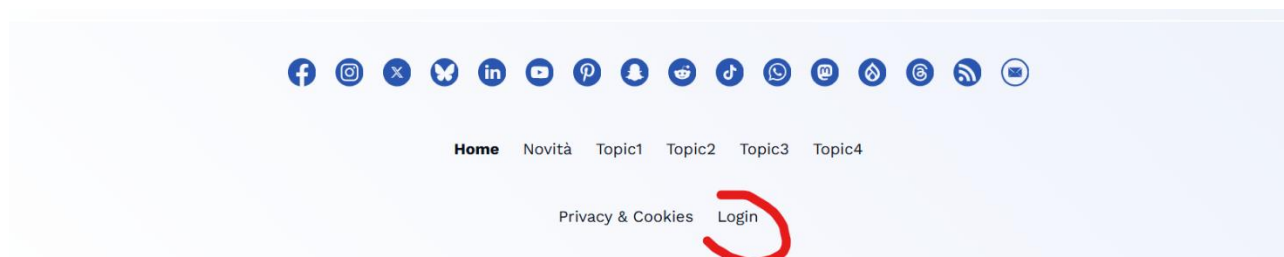 Home Novità Topic1 Topic2 Topic3 Topic4
Privacy & Cookies Login